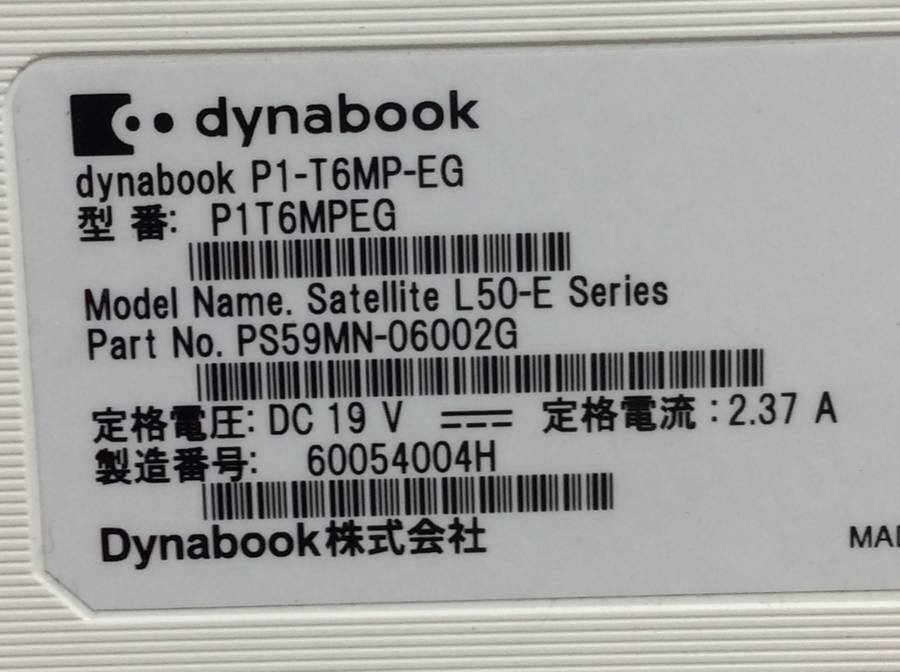 dynabook
dynabook P1-T6MP-EG
型 番: P1T6MPEG
Model Name. Satellite L50-E Series
Part No. PS59MN-06002G
定格電圧: DC 19 V 定格電流:2.37 A
製造番号: 60054004H
Dynabook株式会社